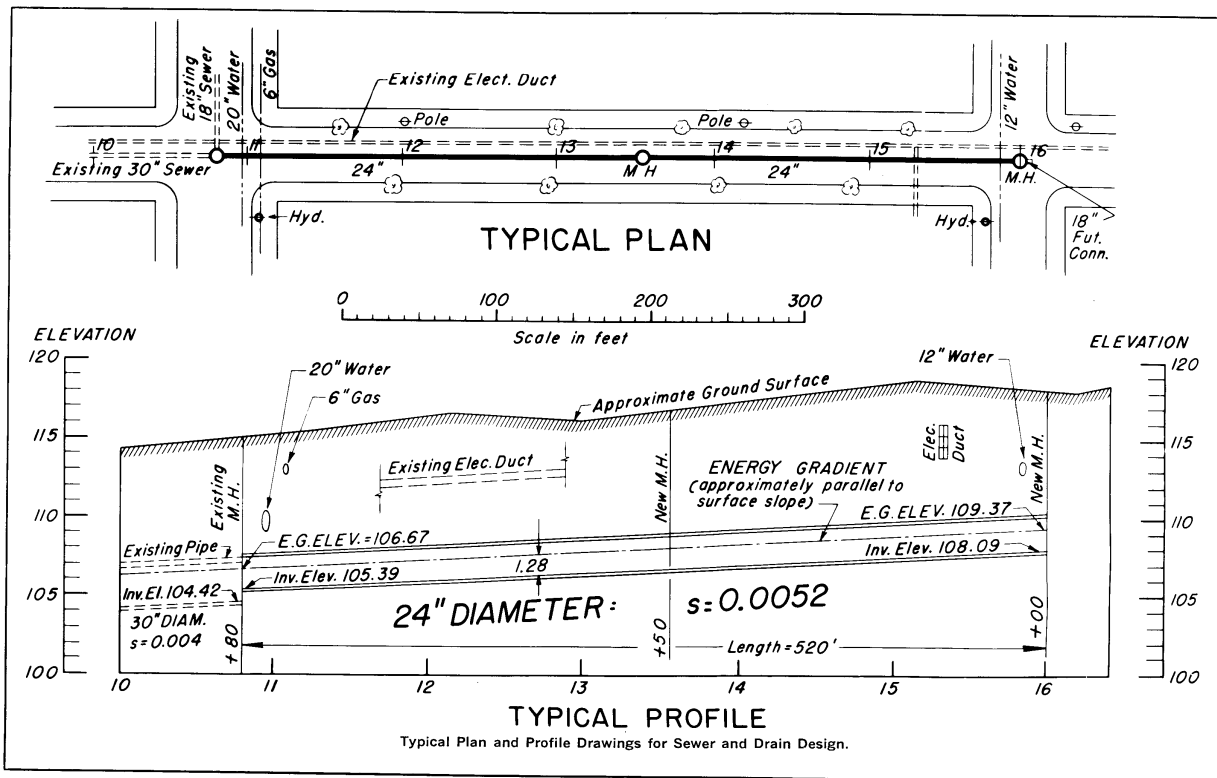 Existing
18" Sewer
20" Water
6" Gas
Existing Elect. Duct
Pole
Pole
12" Water
10
11
12
13
14
15
16
Existing 30" Sewer
24"
M H
24"
M.H.
Hyd.
Hyd.
18"
Fut.
Conn.
TYPICAL PLAN
0 100 200 300
Scale in feet
ELEVATION
ELEVATION
120
115
110
105
100
120
115
110
105
100
20" Water
6" Gas
Approximate Ground Surface
12" Water
Existing
M.H.
Existing Elec. Duct
New M.H.
ENERGY GRADIENT
(approximately parallel to
surface slope)
Elec.
Duct
New M.H.
Existing Pipe
E.G. ELEV. = 106.67
E.G. ELEV. 109.37
Inv. El. 104.42
Inv. Elev. 105.39
1.28
Inv. Elev. 108.09
30" DIAM.
s = 0.004
24" DIAMETER: s = 0.0052
+ 80
+ 50
Length = 520'
+ 00
10 11 12 13 14 15 16
TYPICAL PROFILE
Typical Plan and Profile Drawings for Sewer and Drain Design.